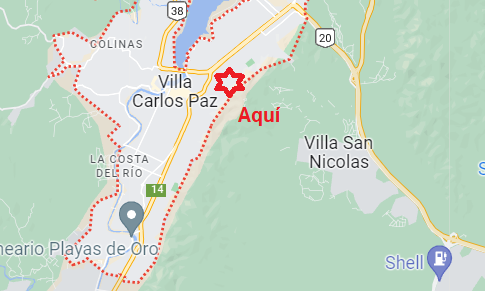 38
20
COLINAS
Villa
Carlos Paz
Aquí
Villa San
Nicolas
LA COSTA
DEL RÍO
14
neario Playas de Oro
Shell